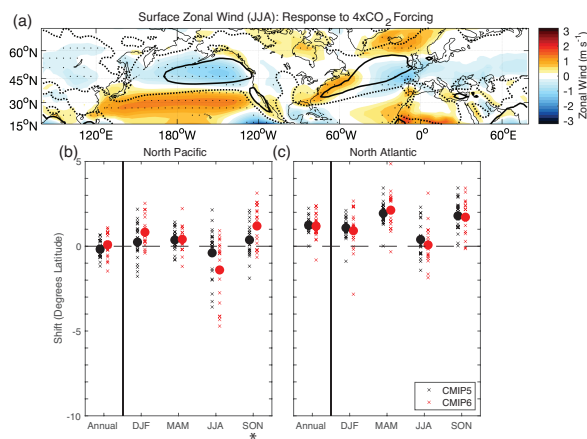 Surface Zonal Wind (JJA): Response to 4xCO2 Forcing
(a)
60°N
45°N
30°N
15°N
120°E
180°W
120°W
60°W
0°
60°E
3
2
1
0
-1
-2
-3
Zonal Wind (m s-1)
(b)
North Pacific
(c)
North Atlantic
5
0
-5
-10
Shift (Degrees Latitude)
Annual
DJF
MAM
JJA
SON
*
Annual
DJF
MAM
JJA
SON
CMIP5
CMIP6